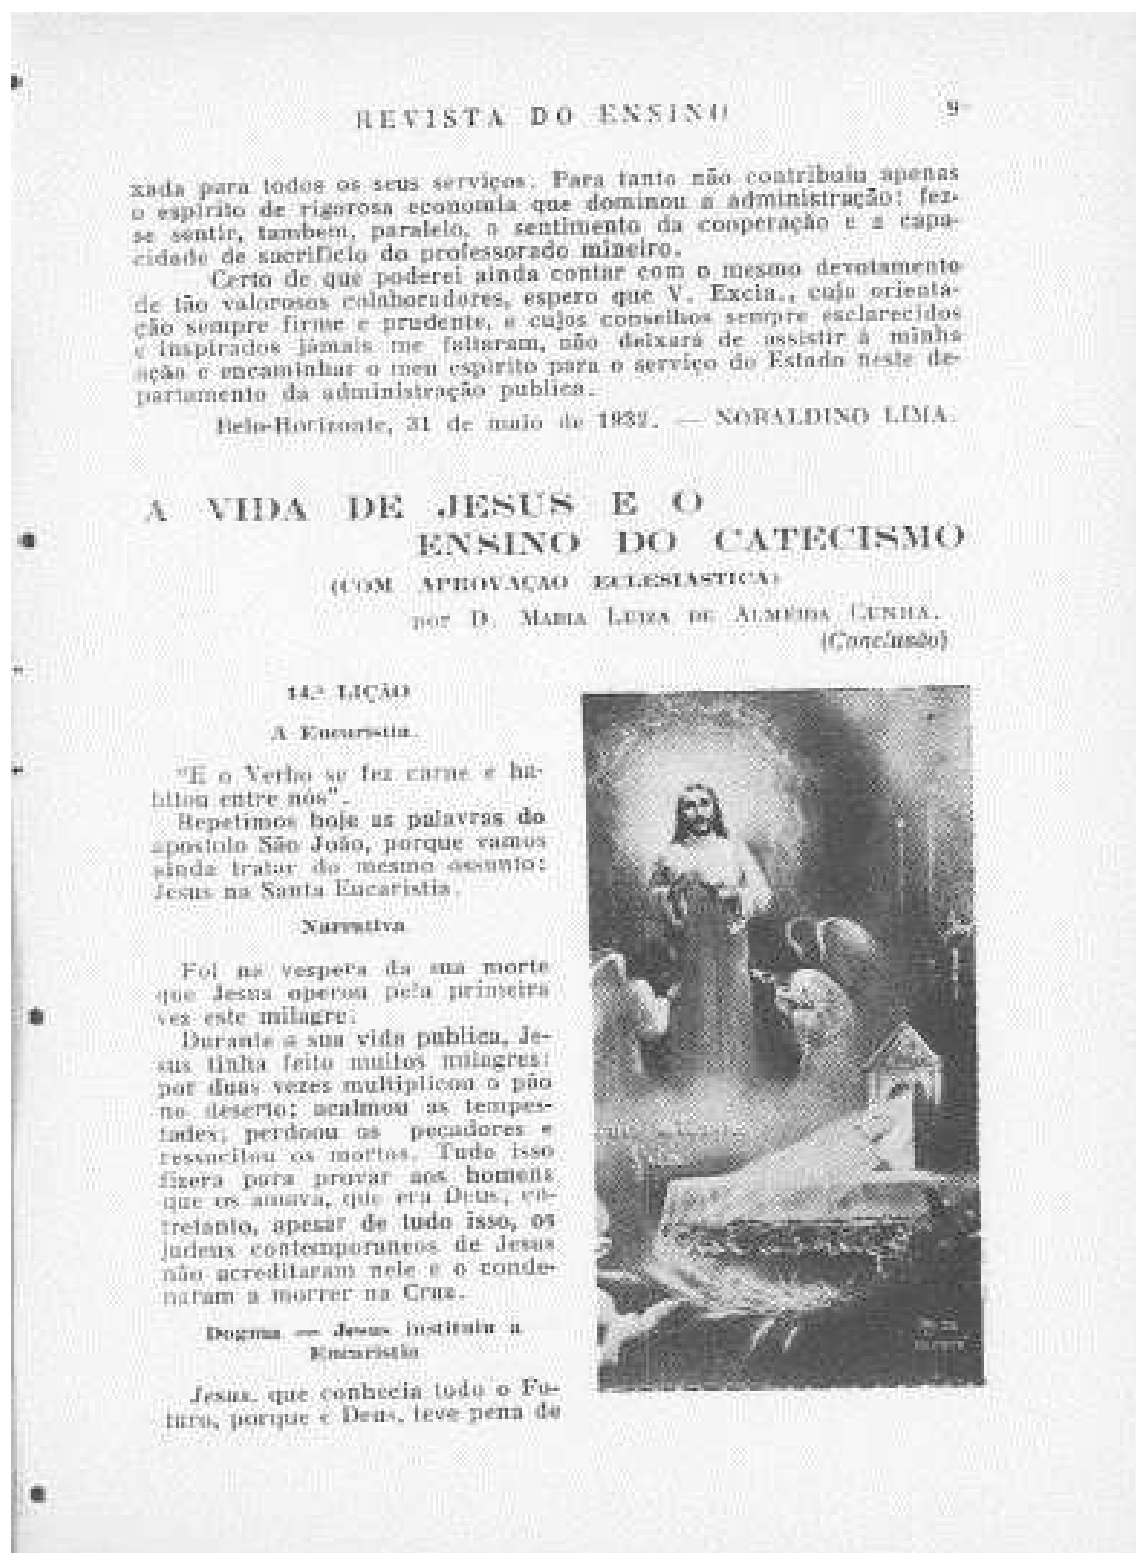 REVISTA DO ENSINO 9
xada para todos os seus serviços. Para tanto não contribuiu apenas
o espirito de rigorosa economia que dominou a administração: fez-
se sentir, tambem, paralelo, o sentimento da cooperação e a capa-
cidade de sacrificio do professorado mineiro.
Certo de que poderei ainda contar com o mesmo devotamento
de tão valorosos colaboradores, espero que V. Excia., cuja orienta-
ção sempre firme e prudente, e cujos conselhos sempre esclarecidos
e inspirados jámais me faltaram, não deixará de assistir á minha
ação e encaminhar o meu espirito para o serviço do Estado neste de-
partamento da administração publica.
Belo-Horizonte, 31 de maio de 1932. — NORALDINO LIMA.
A VIDA DE JESUS E O
ENSINO DO CATECISMO
(COM APROVAÇÃO ECLESIASTICA)
por D. MARIA LUIZA DE ALMEIDA CUNHA.
(Conclusão)
14.ª LIÇÃO
A Eucaristia.
"E o Verbo se fez carne e ha-
bitou entre nós".
Repetimos hoje as palavras do
apostolo São João, porque vamos
ainda tratar do mesmo assunto:
Jesus na Santa Eucaristia.
Narrativa
Foi na vespera da sua morte
que Jesus operou pela primeira
vez este milagre.
Durante a sua vida publica, Je-
sus tinha feito muitos milagres:
por duas vezes multiplicou o pão
no deserto; acalmou as tempes-
tades; perdoou os pecadores e
ressucitou os mortos. Tudo isso
fizera para provar aos homens
que os amava, que era Deus; en-
tretanto, apesar de tudo isso, os
judeus contemporaneos de Jesus
não acreditaram nele e o conde-
naram a morrer na Cruz.
Dogma — Jesus instituiu a
Eucaristia
Jesus, que conhecia todo o Fu-
turo, porque é Deus, teve pena de